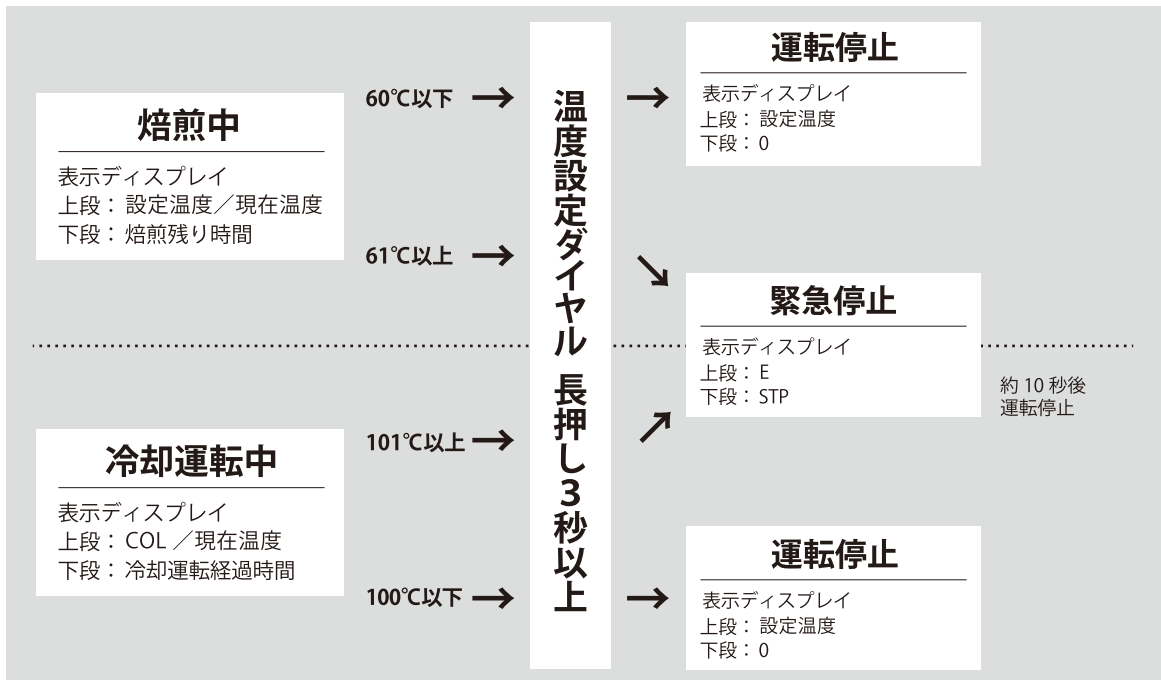 焙煎中
表示ディスプレイ
上段：設定温度／現在温度
下段：焙煎残り時間
60℃以下
61℃以上
冷却運転中
表示ディスプレイ
上段：COL／現在温度
下段：冷却運転経過時間
101℃以上
100℃以下
温度設定ダイヤル 長押し3秒以上
運転停止
表示ディスプレイ
上段：設定温度
下段：0
緊急停止
表示ディスプレイ
上段：E
下段：STP
約10秒後
運転停止
運転停止
表示ディスプレイ
上段：設定温度
下段：0